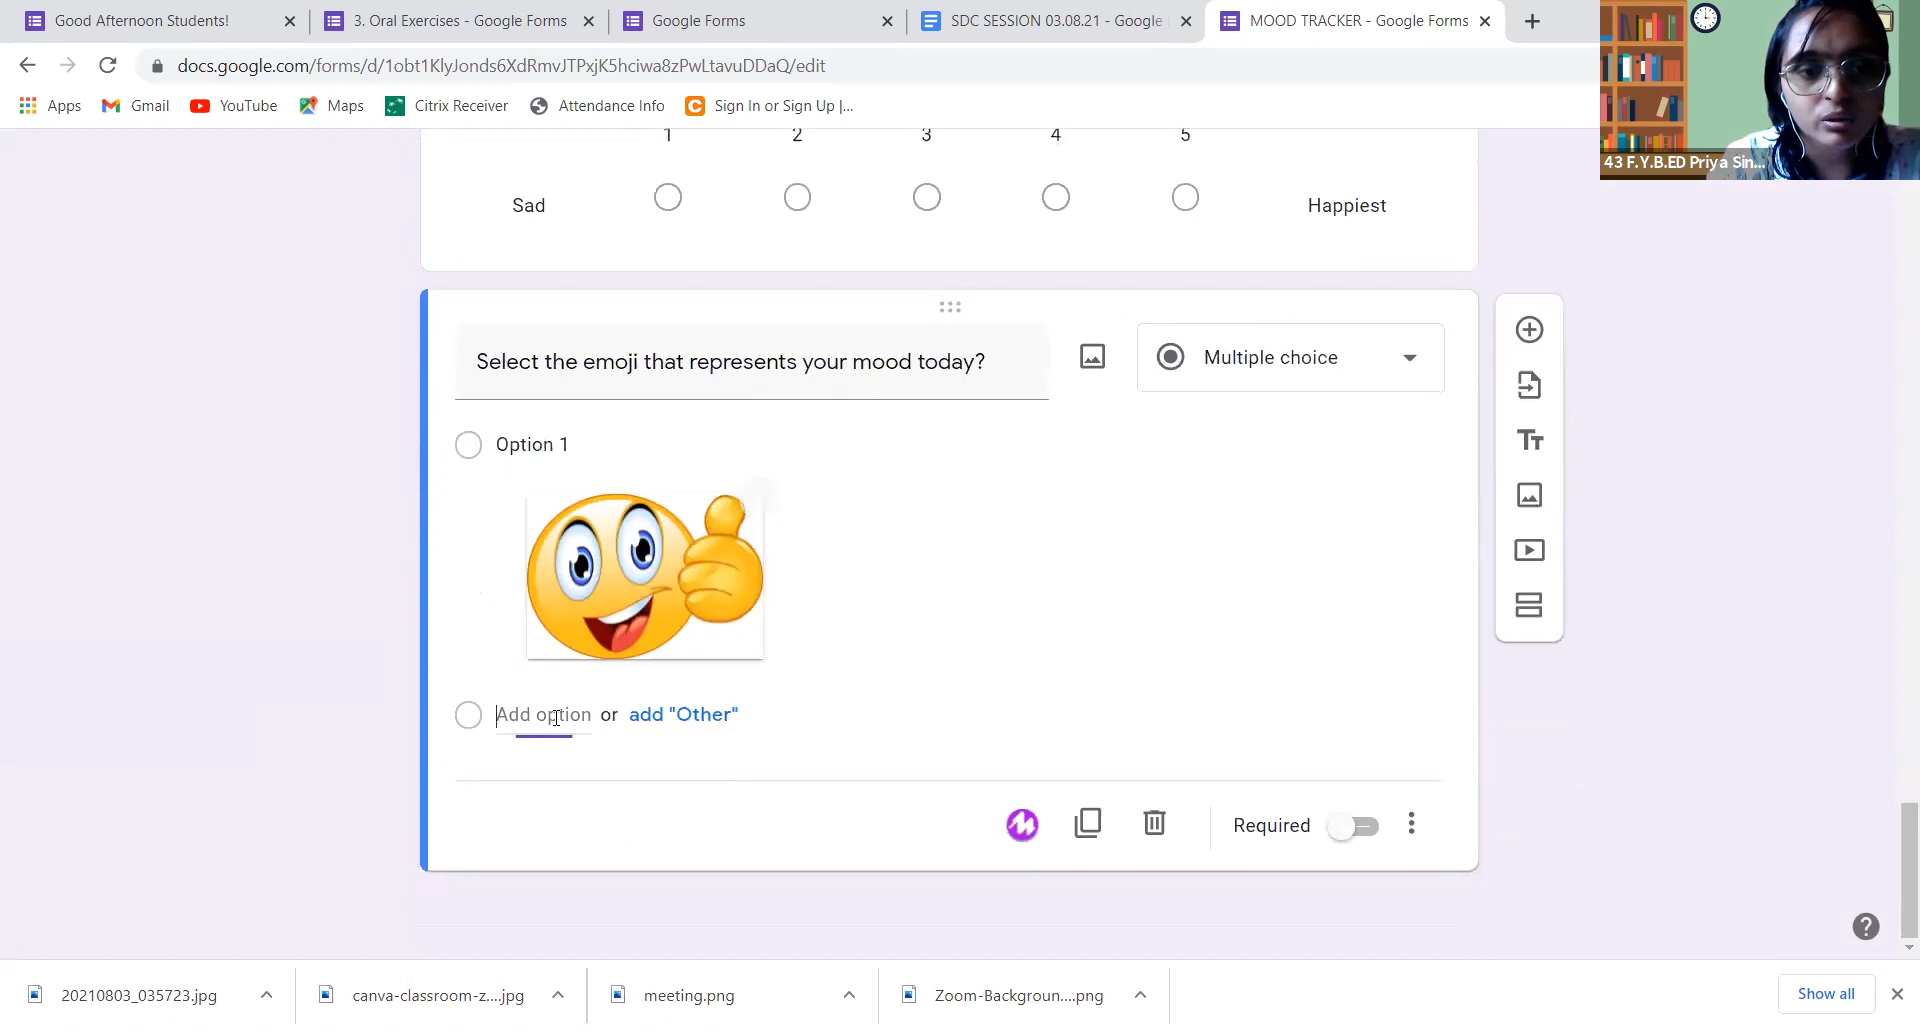 Good Afternoon Students!
3. Oral Exercises - Google Forms
Google Forms
SDC SESSION 03.08.21 - Google
MOOD TRACKER - Google Forms
docs.google.com/forms/d/1obt1KlyJonds6XdRmvJTPxjK5hciwa8zPwLtavuDDaQ/edit
Apps
Gmail
YouTube
Maps
Citrix Receiver
Attendance Info
Sign In or Sign Up |...
43 F.Y.B.ED Priya Sin...
1 2 3 4 5
Sad
Happiest
Select the emoji that represents your mood today?
Multiple choice
Option 1
Add option or add "Other"
Required
20210803_035723.jpg
canva-classroom-z....jpg
meeting.png
Zoom-Backgroun....png
Show all